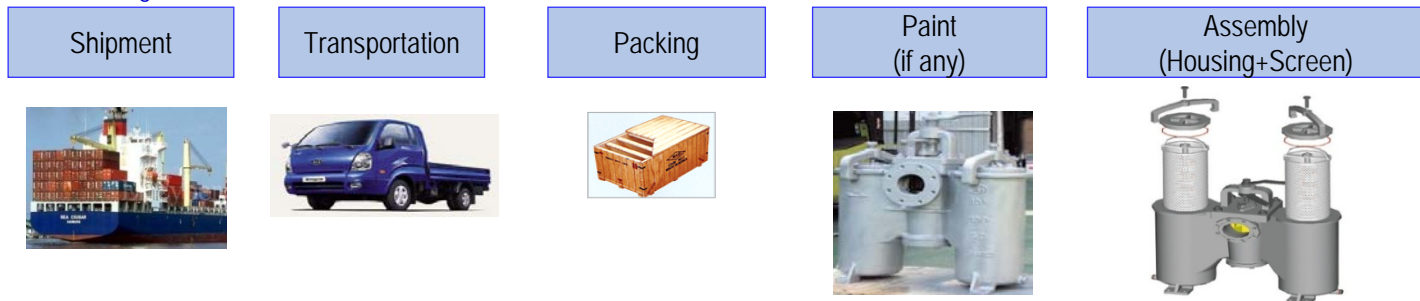 Shipment
Transportation
Packing
Paint
(if any)
Assembly
(Housing+Screen)